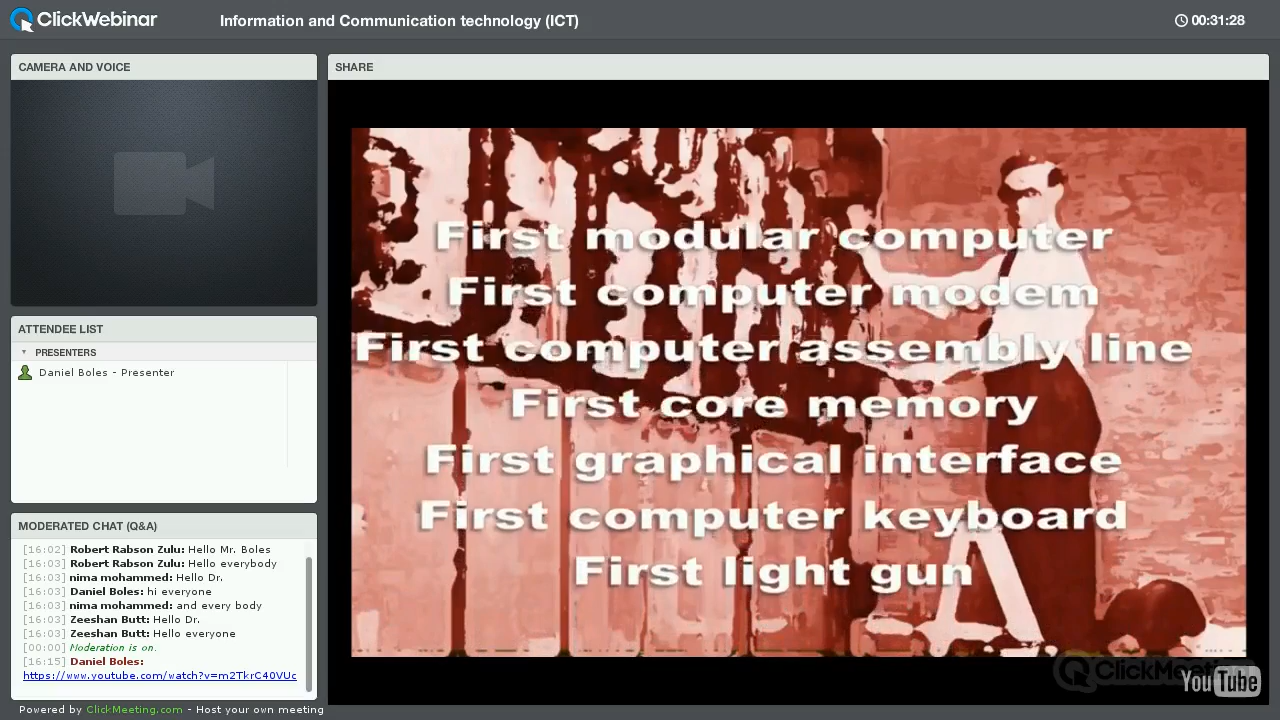 ClickWebinar
Information and Communication technology (ICT)
00:31:28
CAMERA AND VOICE
SHARE
ATTENDEE LIST
PRESENTERS
Daniel Boles - Presenter
MODERATED CHAT (Q&A)
[16:02] Robert Rabson Zulu: Hello Mr. Boles
[16:03] Robert Rabson Zulu: Hello everybody
[16:03] nima mohammed: Hello Dr.
[16:03] Daniel Boles: hi everyone
[16:03] nima mohammed: and every body
[16:03] Zeeshan Butt: Hello Dr.
[16:03] Zeeshan Butt: Hello everyone
[00:00] Moderation is on.
[16:15] Daniel Boles:
https://www.youtube.com/watch?v=m2TkrC40VUc
First modular computer
First computer modem
First computer assembly line
First core memory
First graphical interface
First computer keyboard
First light gun
ClickMeeting
YouTube
Powered by ClickMeeting.com - Host your own meeting